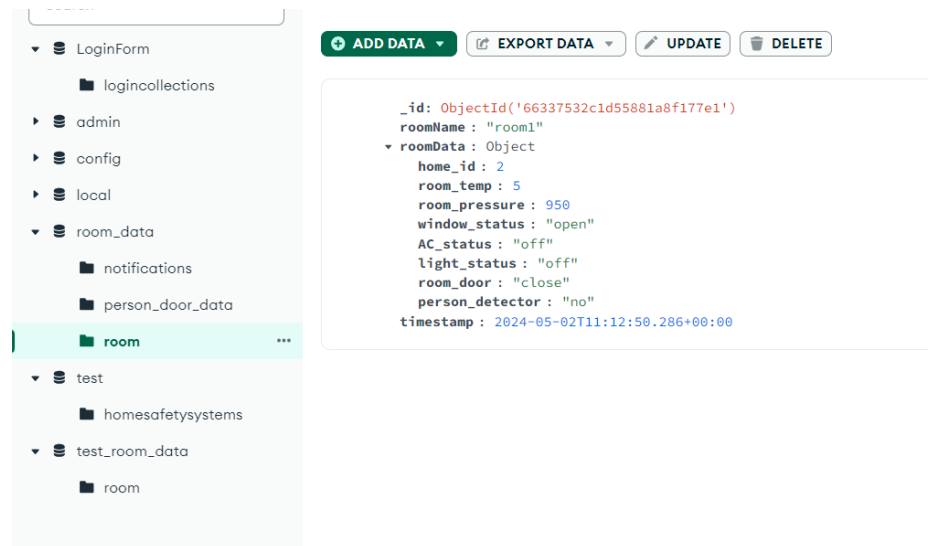 LoginForm
logincollections
admin
config
local
room_data
notifications
person_door_data
room
test
homesafetysystems
test_room_data
room
ADD DATA
EXPORT DATA
UPDATE
DELETE
_id: ObjectId('66337532c1d55881a8f177e1')
roomName : "room1"
roomData : Object
home_id : 2
room_temp : 5
room_pressure : 950
window_status : "open"
AC_status : "off"
light_status : "off"
room_door : "close"
person_detector : "no"
timestamp : 2024-05-02T11:12:50.286+00:00